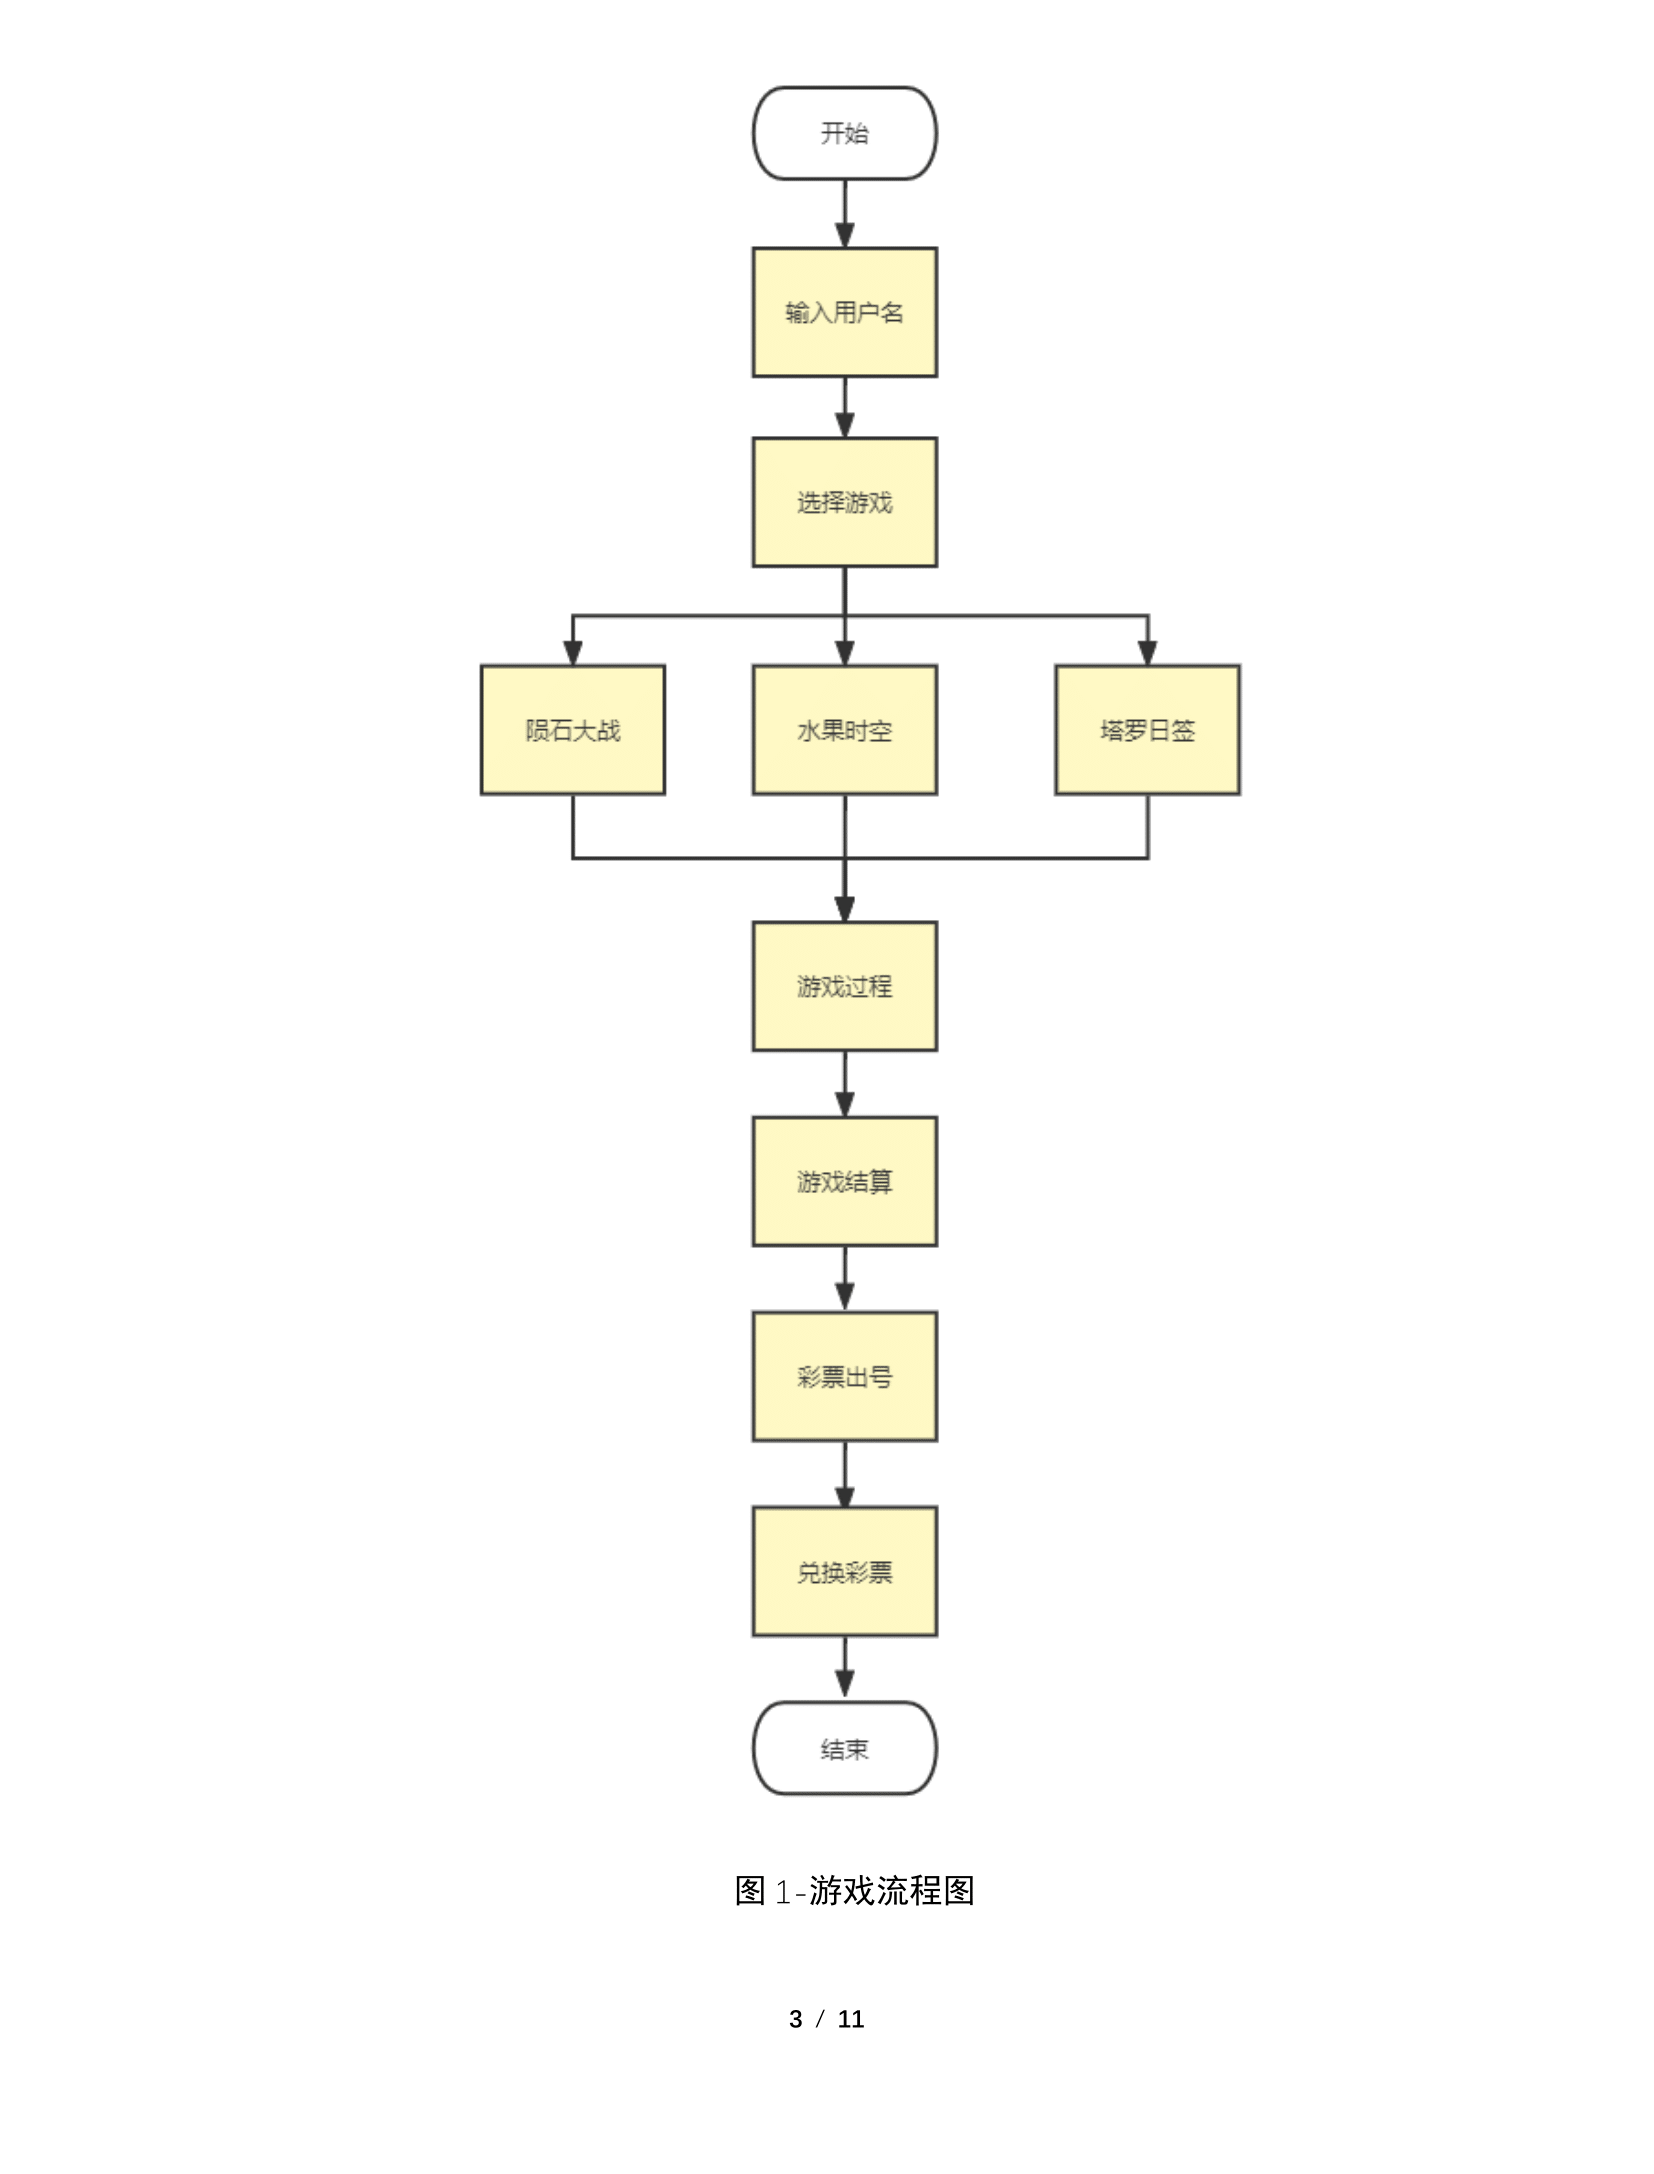 开始
输入用户名
选择游戏
陨石大战
水果时空
塔罗日签
游戏过程
游戏结算
彩票出号
兑换彩票
结束
图 1-游戏流程图
3 / 11